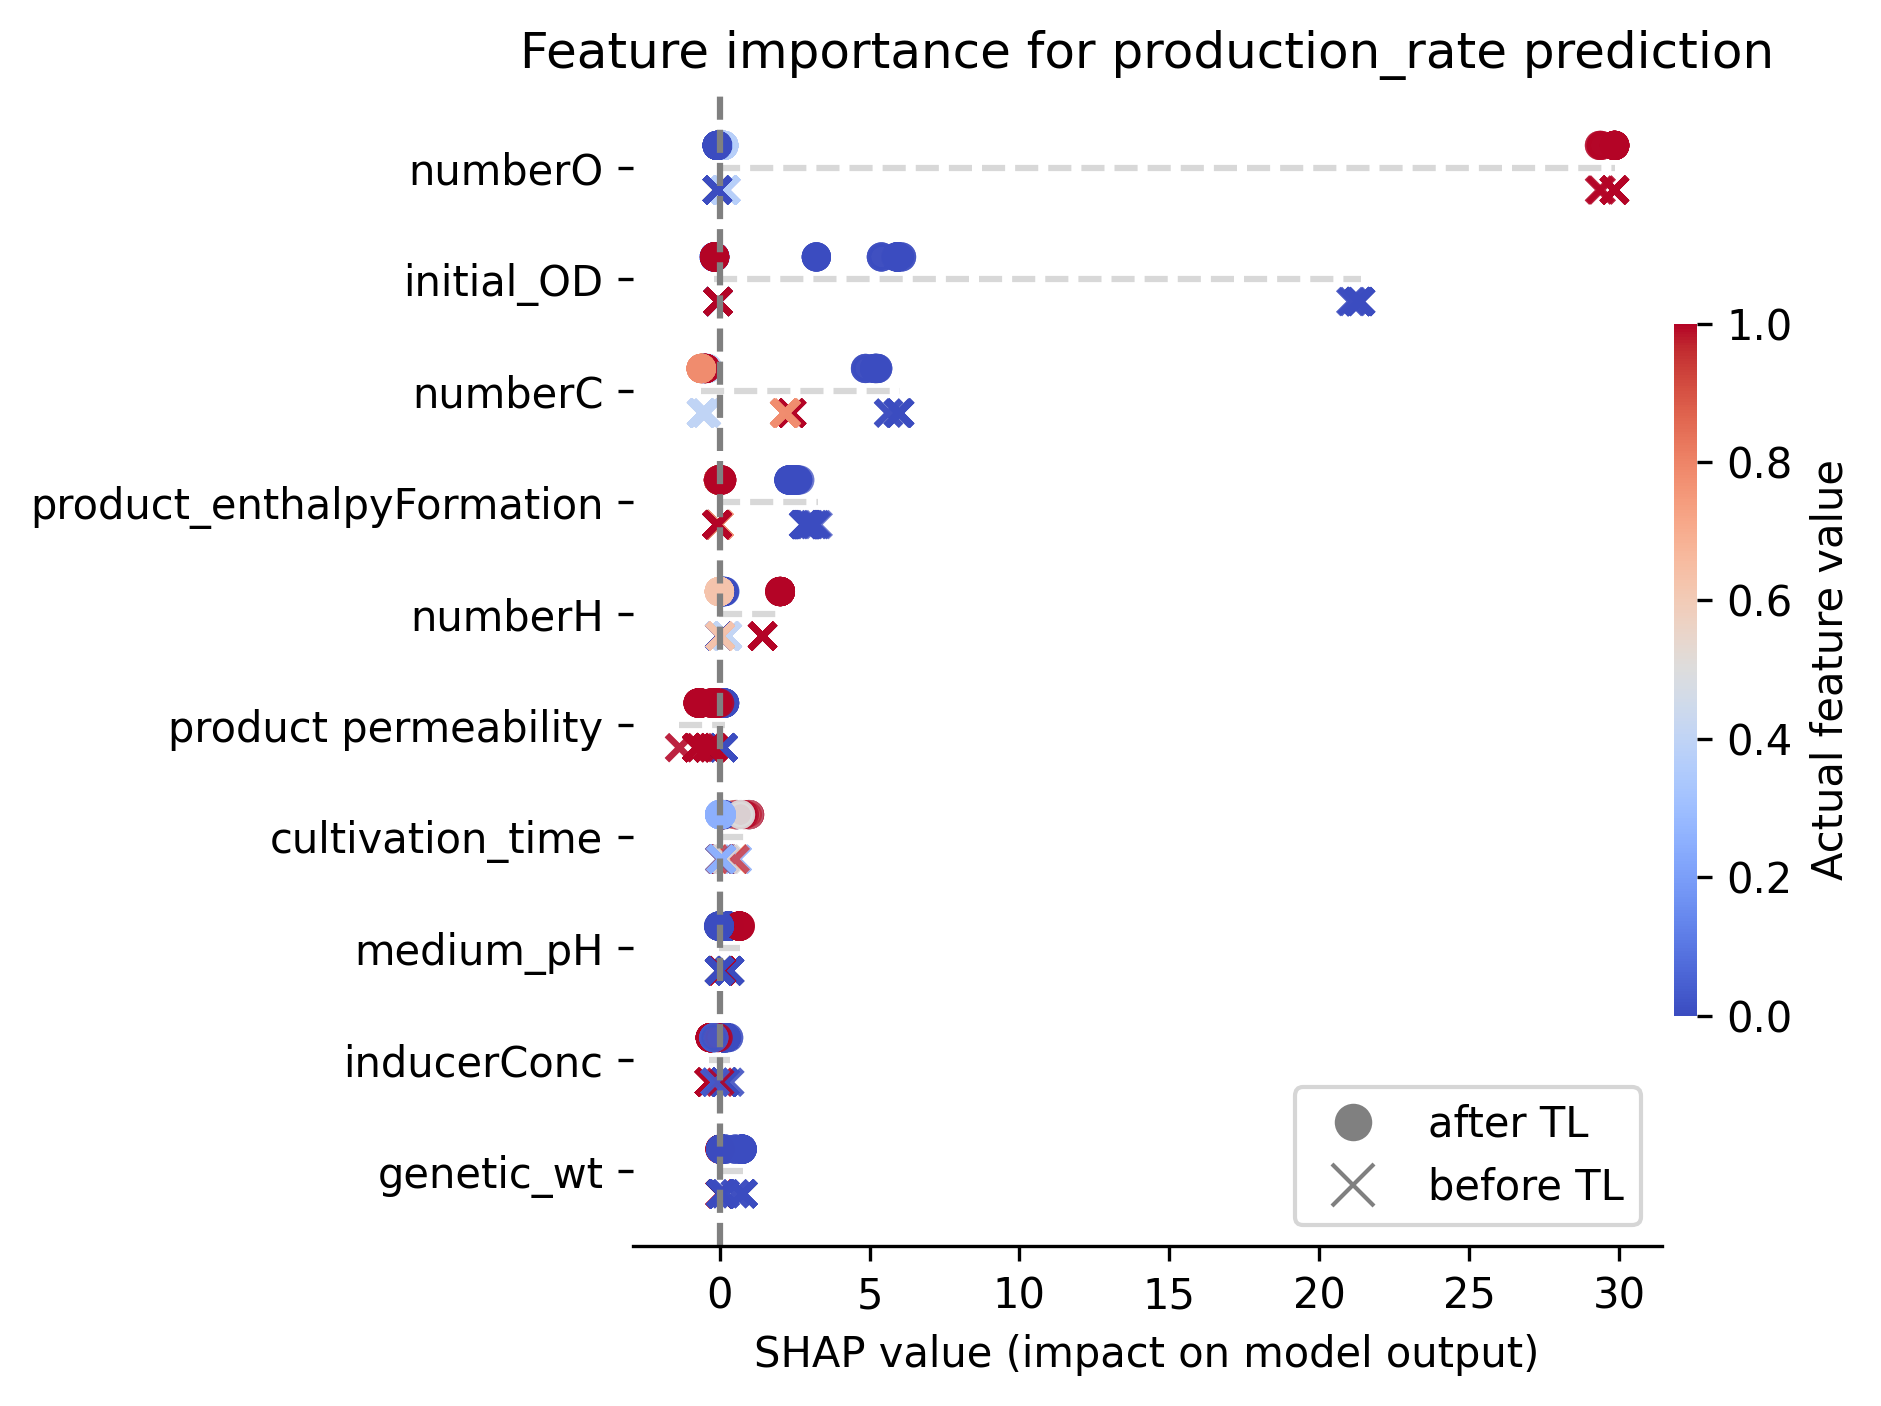 Feature importance for production_rate prediction
numberO
initial_OD
numberC
product_enthalpyFormation
numberH
product permeability
cultivation_time
medium_pH
inducerConc
genetic_wt
0 5 10 15 20 25 30
SHAP value (impact on model output)
after TL
before TL
1.0
0.8
0.6
0.4
0.2
0.0
Actual feature value